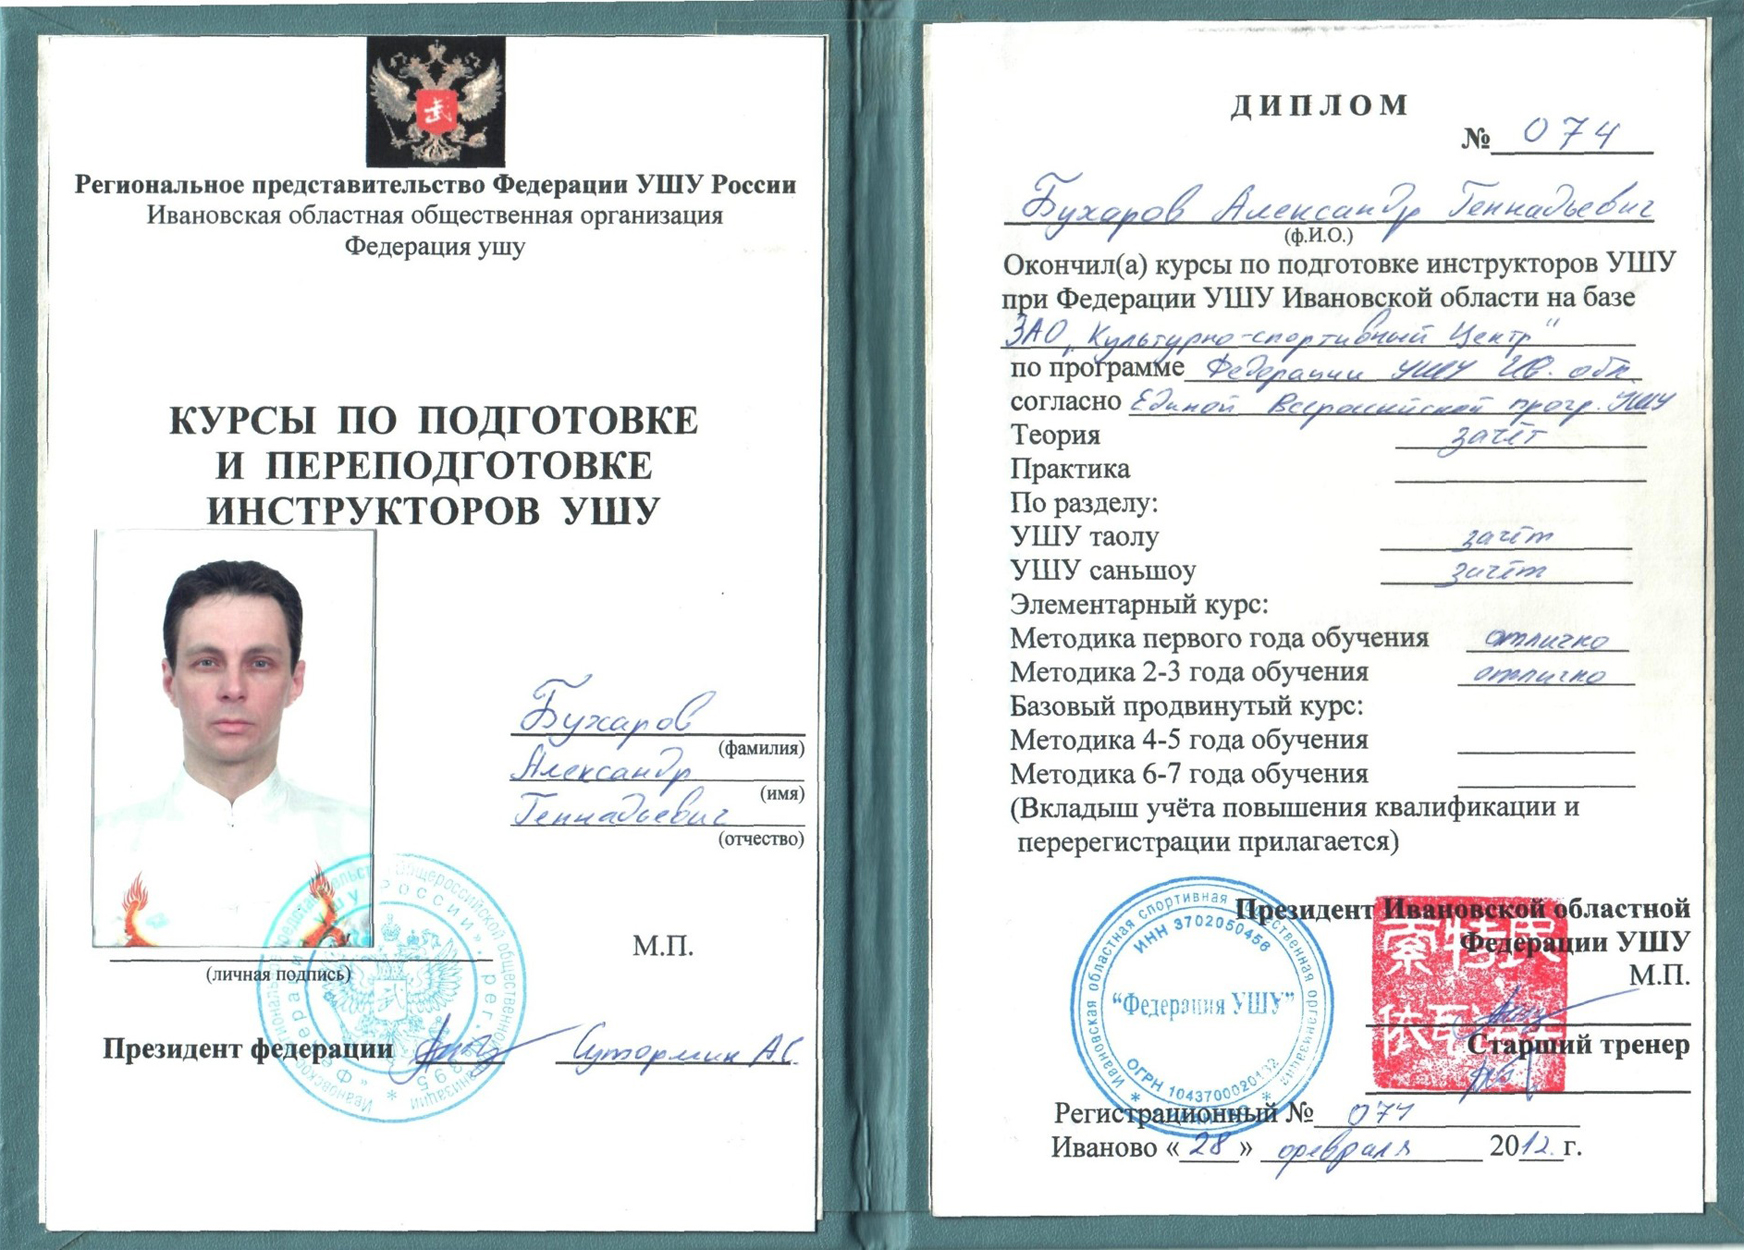 武
Региональное представительство Федерации УШУ России
Ивановская областная общественная организация
Федерация ушу
КУРСЫ ПО ПОДГОТОВКЕ
И ПЕРЕПОДГОТОВКЕ
ИНСТРУКТОРОВ УШУ
Бухаров
(фамилия)
Александр
(имя)
Геннадьевич
(отчество)
М.П.
(личная подпись)
Президент федерации Сутормин А.С.
ДИПЛОМ
№ 074
Бухаров Александр Геннадьевич
(ф.И.О.)
Окончил(а) курсы по подготовке инструкторов УШУ
при Федерации УШУ Ивановской области на базе
ЗАО „Культурно-спортивный Центр"
по программе Федерации УШУ Ив. обл.
согласно Единой Всероссийской прогр. УШУ
Теория зачёт
Практика
По разделу:
УШУ таолу зачёт
УШУ саньшоу зачёт
Элементарный курс:
Методика первого года обучения отлично
Методика 2-3 года обучения отлично
Базовый продвинутый курс:
Методика 4-5 года обучения
Методика 6-7 года обучения
(Вкладыш учёта повышения квалификации и
перерегистрации прилагается)
Президент Ивановской областной
Федерации УШУ
М.П.
Старший тренер
Ивановская областная спортивная общественная организация
ИНН 3702050456
“Федерация УШУ”
ОГРН 1043700020132
Регистрационный № 074
Иваново « 28 » февраля 2012. г.